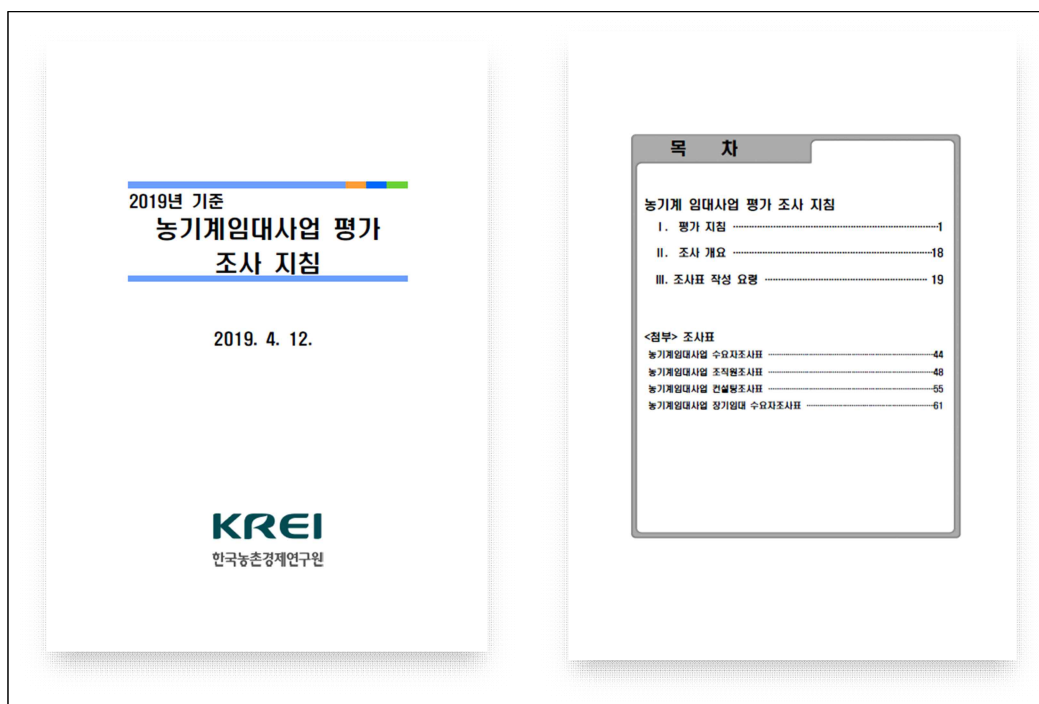 2019년 기준
농기계임대사업 평가
조사 지침
2019. 4. 12.
KREI
한국농촌경제연구원
목 차
농기계 임대사업 평가 조사 지침
Ⅰ. 평가 지침 ················ 1
Ⅱ. 조사 개요 ················ 18
Ⅲ. 조사표 작성 요령 ················ 19
<첨부> 조사표
농기계임대사업 수요자조사표 ················ 44
농기계임대사업 조직원조사표 ················ 48
농기계임대사업 컨설팅조사표 ················ 55
농기계임대사업 장기임대 수요자조사표 ················ 61